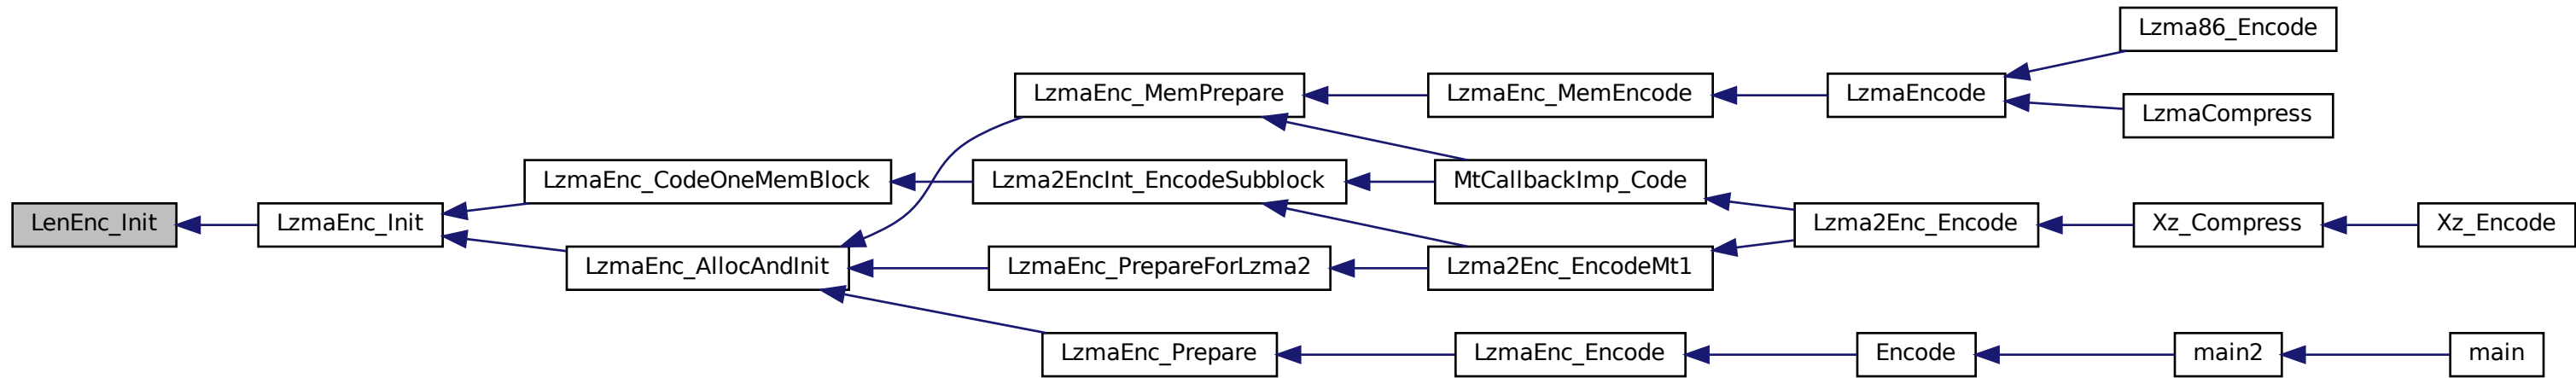 Lzma86_Encode
LzmaEnc_MemPrepare
LzmaEnc_MemEncode
LzmaEncode
LzmaCompress
LzmaEnc_CodeOneMemBlock
Lzma2EncInt_EncodeSubblock
MtCallbackImp_Code
LenEnc_Init
LzmaEnc_Init
Lzma2Enc_Encode
Xz_Compress
Xz_Encode
LzmaEnc_AllocAndInit
LzmaEnc_PrepareForLzma2
Lzma2Enc_EncodeMt1
LzmaEnc_Prepare
LzmaEnc_Encode
Encode
main2
main